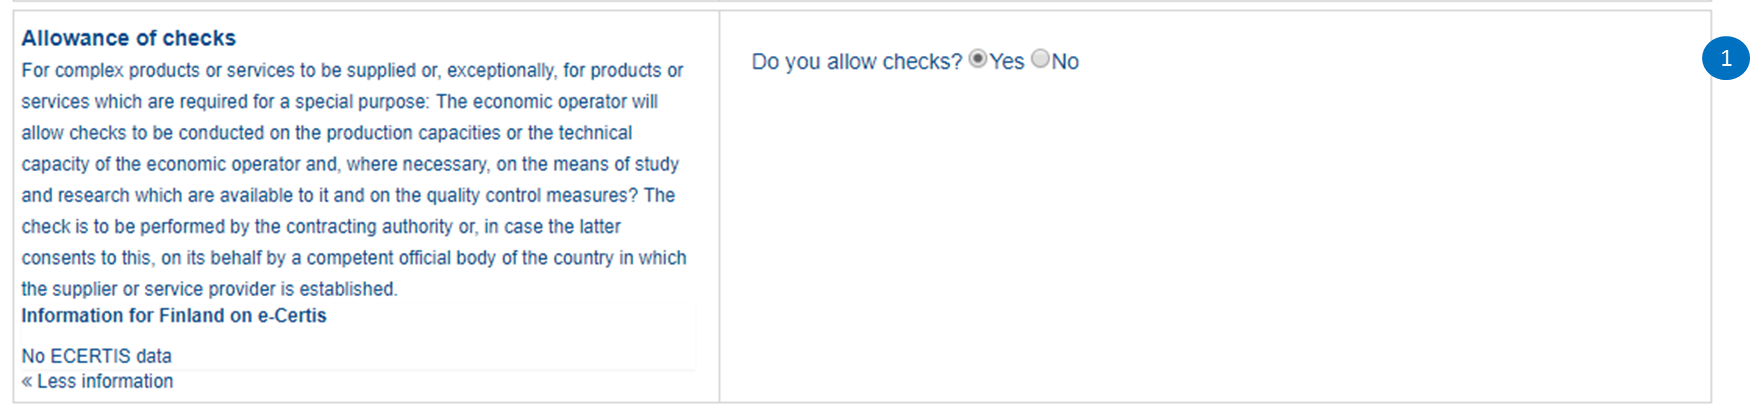 Allowance of checks
For complex products or services to be supplied or, exceptionally, for products or
services which are required for a special purpose: The economic operator will
allow checks to be conducted on the production capacities or the technical
capacity of the economic operator and, where necessary, on the means of study
and research which are available to it and on the quality control measures? The
check is to be performed by the contracting authority or, in case the latter
consents to this, on its behalf by a competent official body of the country in which
the supplier or service provider is established.
Information for Finland on e-Certis
No ECERTIS data
« Less information
Do you allow checks? Yes No
1